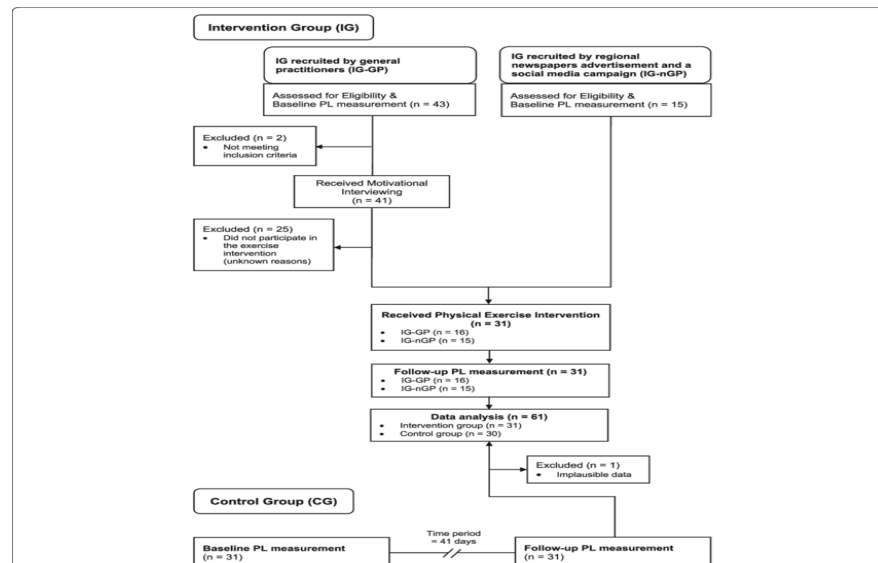 Intervention Group (IG)
IG recruited by general
practitioners (IG-GP)
IG recruited by regional
newspapers advertisement and a
social media campaign (IG-nGP)
Assessed for Eligibility &
Baseline PL measurement (n = 43)
Assessed for Eligibility &
Baseline PL measurement (n = 15)
Excluded (n = 2)
• Not meeting
inclusion criteria
Received Motivational
Interviewing
(n = 41)
Excluded (n = 25)
• Did not participate in
the exercise
intervention
(unknown reasons)
Received Physical Exercise Intervention
(n = 31)
• IG-GP (n = 16)
• IG-nGP (n = 15)
Follow-up PL measurement (n = 31)
• IG-GP (n = 16)
• IG-nGP (n = 15)
Data analysis (n = 61)
• Intervention group (n = 31)
• Control group (n = 30)
Excluded (n = 1)
• Implausible data
Control Group (CG)
Baseline PL measurement
(n = 31)
Time period
= 41 days
Follow-up PL measurement
(n = 31)